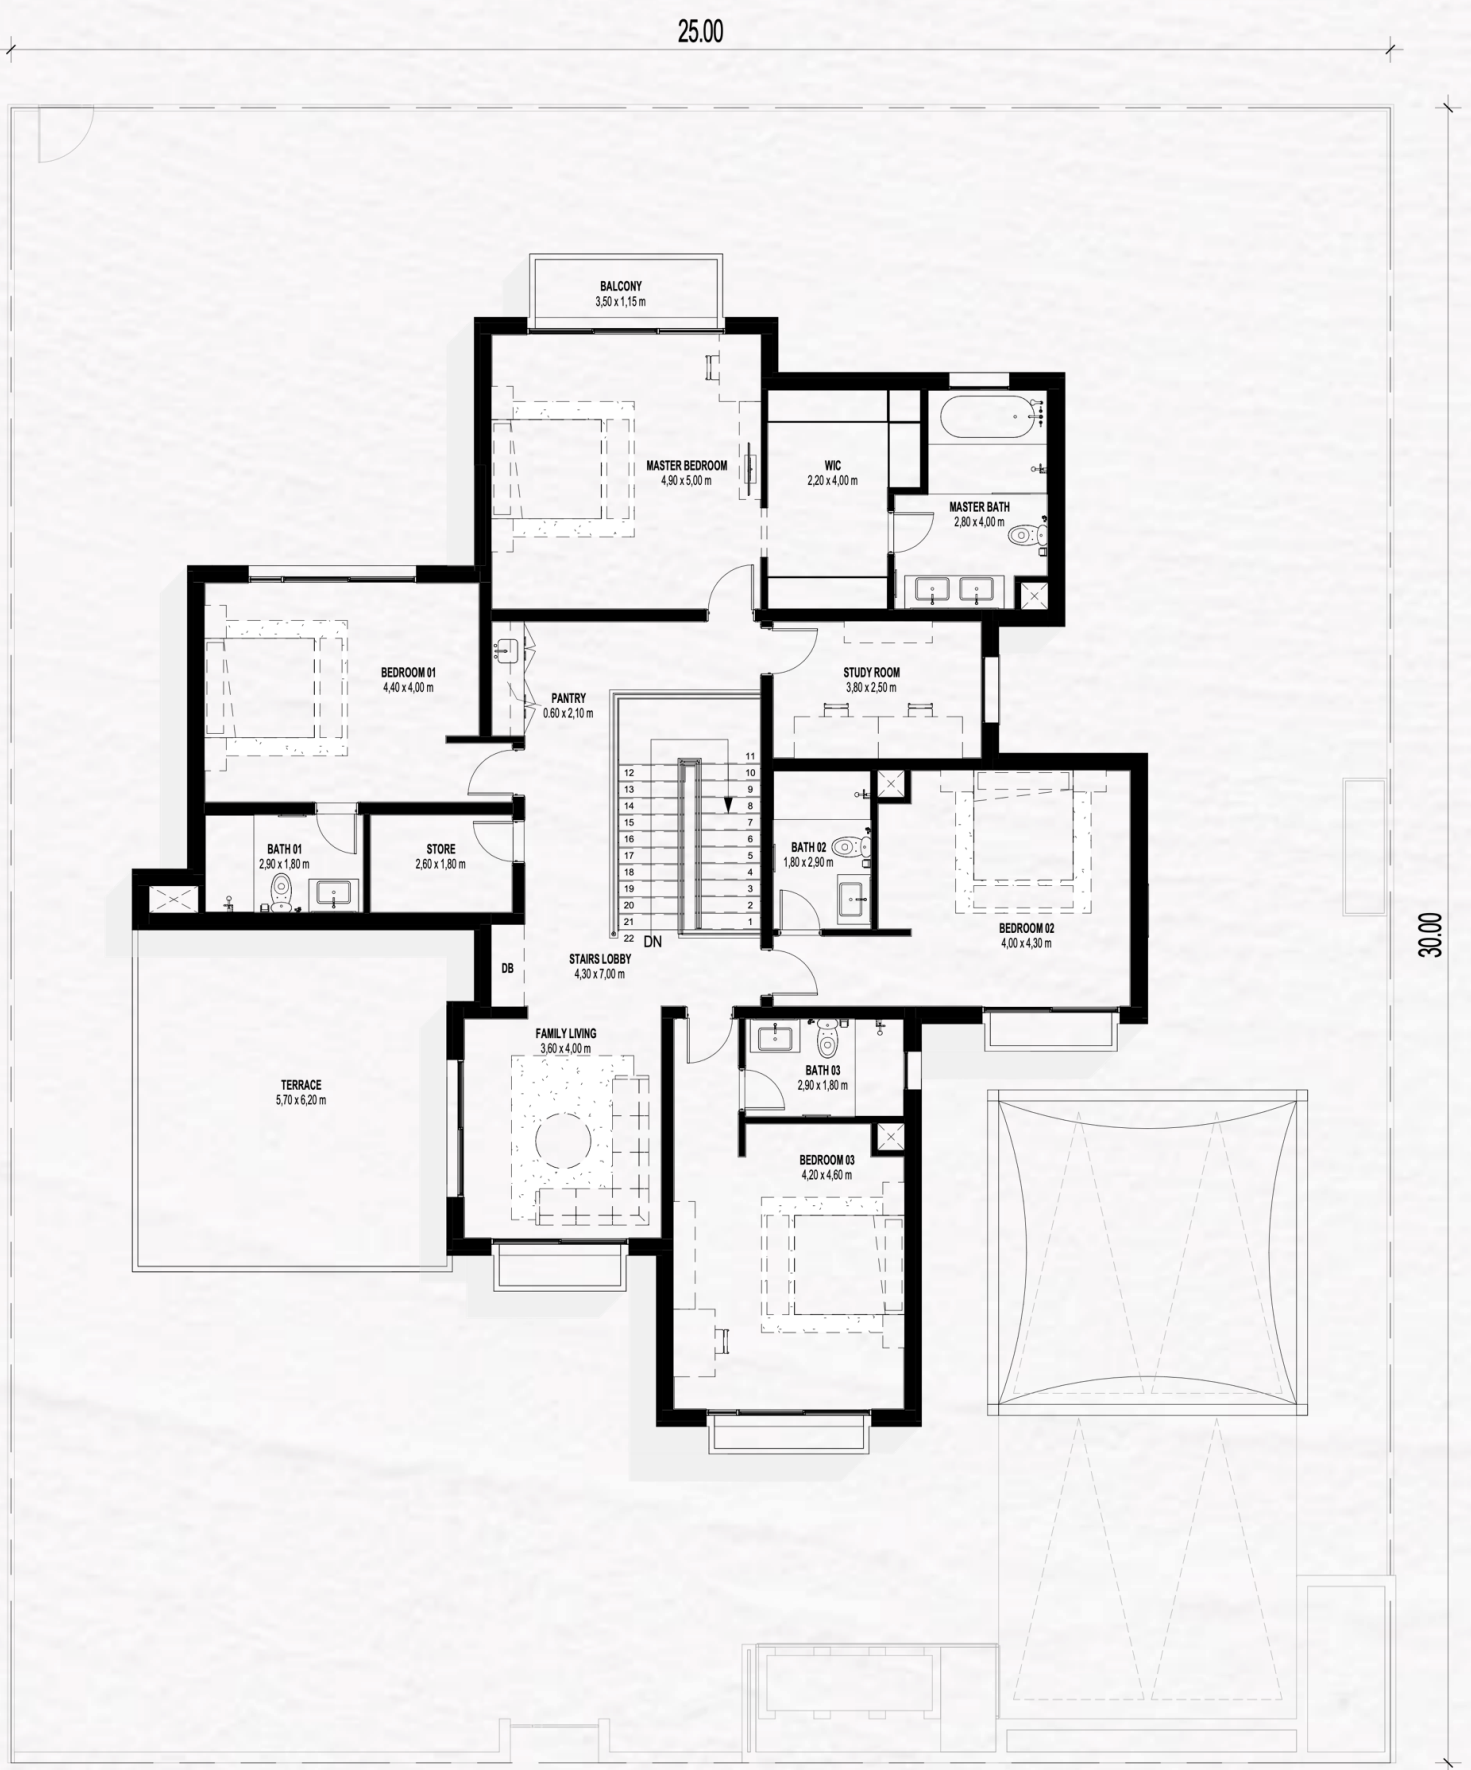 25.00
BALCONY
3,50 x 1,15 m
MASTER BEDROOM
4,90 x 5,00 m
WIC
2,20 x 4,00 m
MASTER BATH
2,80 x 4,00 m
BEDROOM 01
4,40 x 4,00 m
PANTRY
0.60 x 2,10 m
STUDY ROOM
3,80 x 2,50 m
11
12
10
13
9
14
8
15
7
16
6
17
5
18
4
19
3
20
2
21
1
22
DN
BATH 01
2,90 x 1,80 m
STORE
2,60 x 1,80 m
BATH 02
1,80 x 2,90 m
BEDROOM 02
4,00 x 4,30 m
30.00
DB
STAIRS LOBBY
4,30 x 7,00 m
FAMILY LIVING
3,60 x 4,00 m
TERRACE
5,70 x 6,20 m
BATH 03
2,90 x 1,80 m
BEDROOM 03
4,20 x 4,60 m